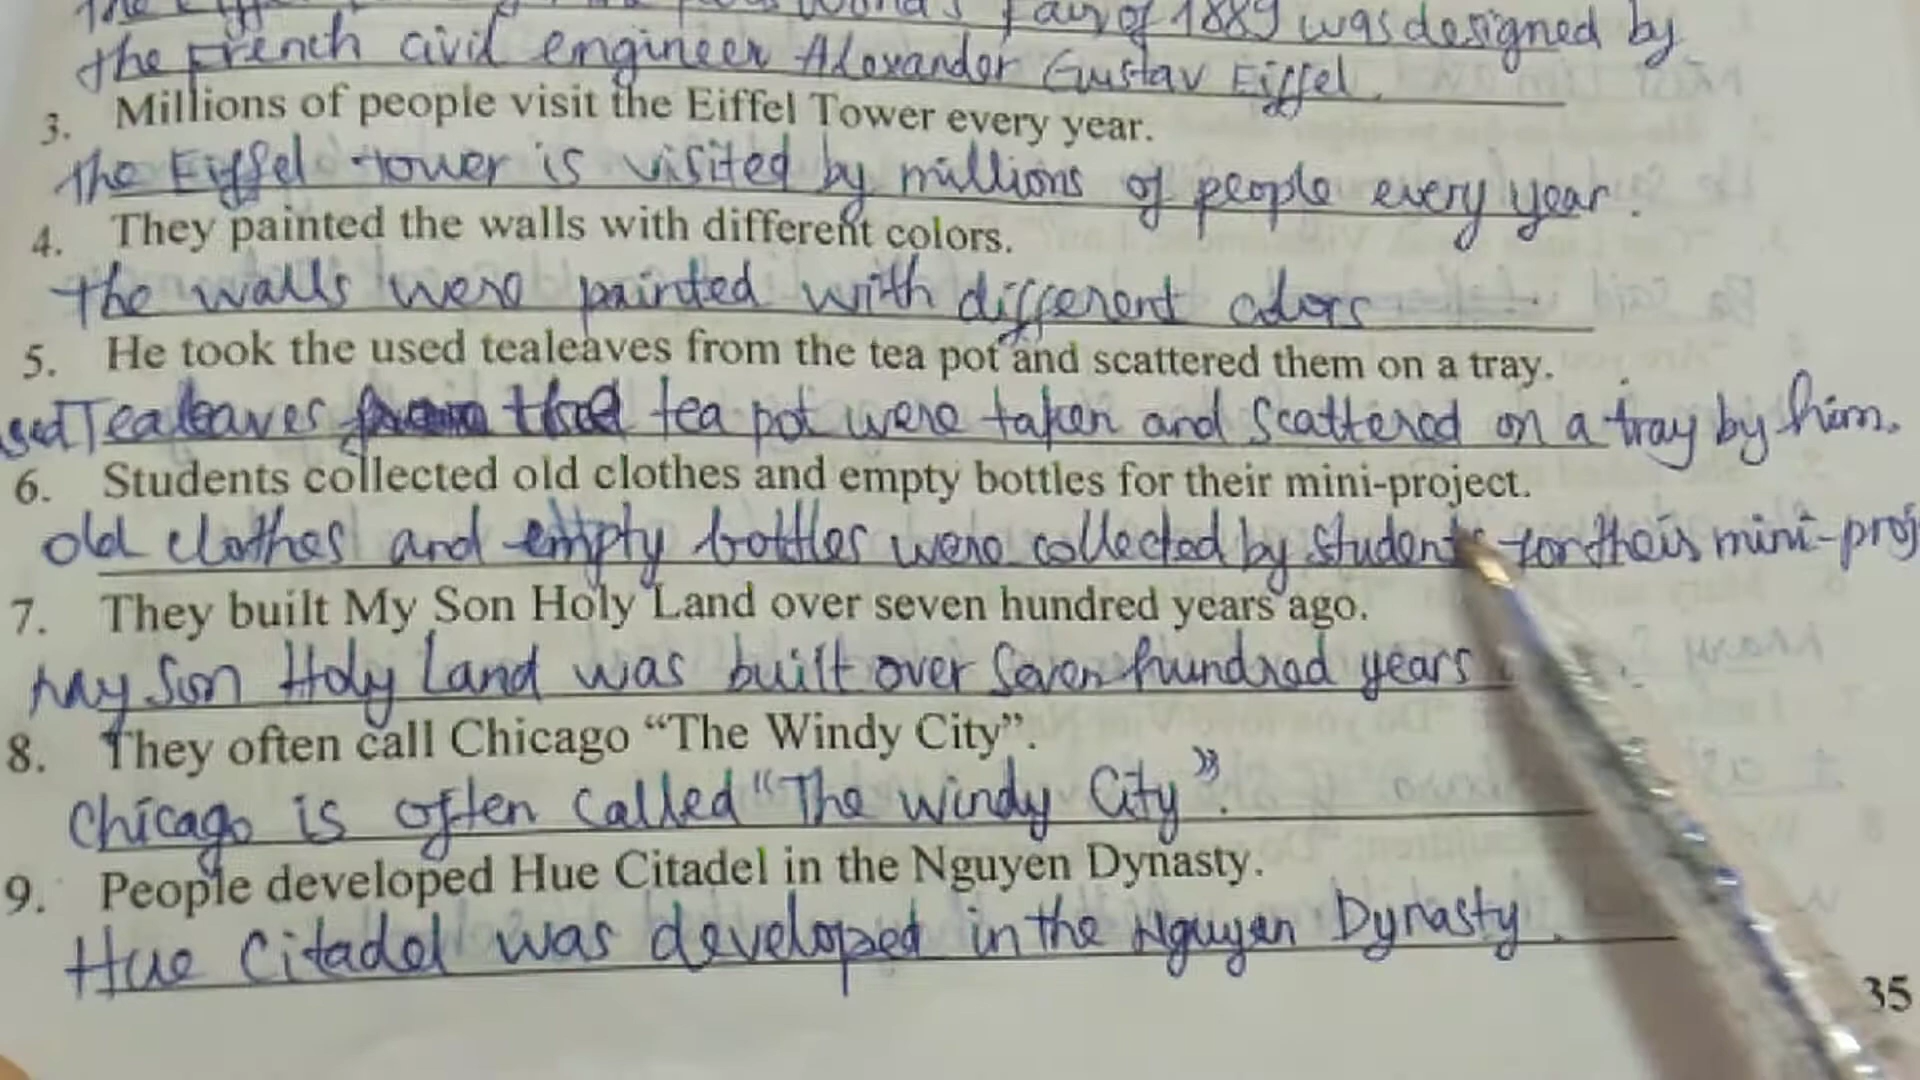 Fair of 1889 was designed by
the French civil engineer Alexander Gustav Eiffel.
3. Millions of people visit the Eiffel Tower every year.
The Eiffel tower is visited by millions of people every year.
4. They painted the walls with different colors.
the walls were painted with different colors
5. He took the used tealeaves from the tea pot and scattered them on a tray.
Tealeaves tea pot were taken and scattered on a tray by him.
6. Students collected old clothes and empty bottles for their mini-project.
old clothes and empty bottles were collected by students for their mini-proj
7. They built My Son Holy Land over seven hundred years ago.
My Son Holy Land was built over seven hundred years
8. They often call Chicago “The Windy City”.
Chicago is often called "The Windy City".
9. People developed Hue Citadel in the Nguyen Dynasty.
Hue Citadel was developed in the Nguyen Dynasty.
35